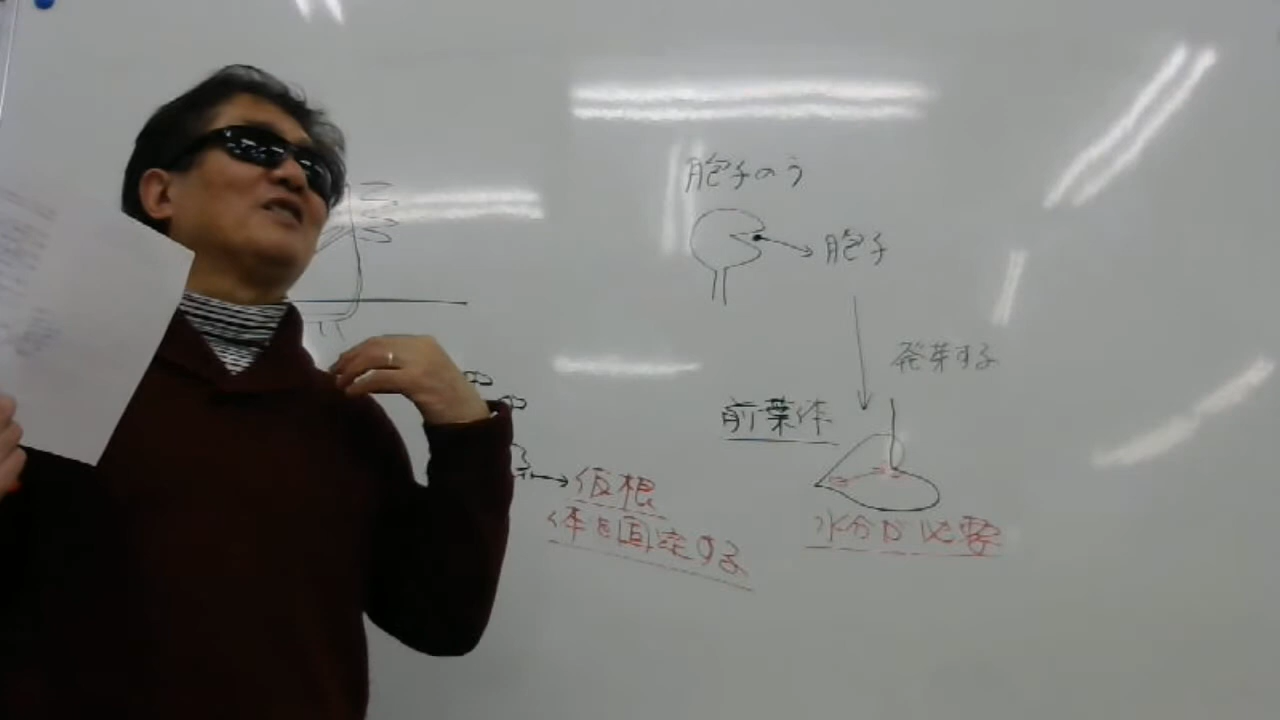 胞子のう
胞子
発芽する
前葉体
仮根
体を固定する
水分が必要